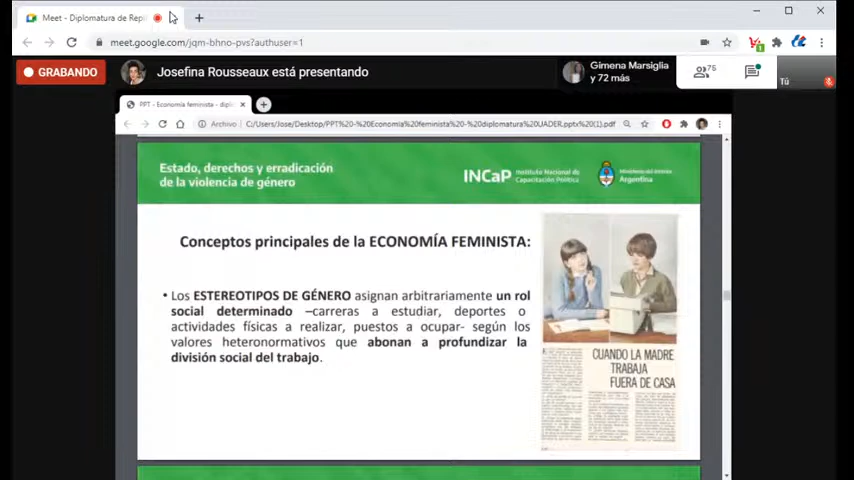 Meet - Diplomatura de Rep
meet.google.com/jqm-bhno-pvs?authuser=1
GRABANDO
Josefina Rousseaux está presentando
Gimena Marsiglia
y 72 más
75
Tú
PPT - Economía feminista - dipl
Archivo
C:/Users/Jose/Desktop/PPT%20-%20Economía%20feminista%20-%20diplomatura%20UADER.pptx%20(1).pdf
Estado, derechos y erradicación
de la violencia de género
INCaP
Instituto Nacional de
Capacitación Política
Ministerio del Interior
Argentina
Conceptos principales de la ECONOMÍA FEMINISTA:
• Los ESTEREOTIPOS DE GÉNERO asignan arbitrariamente un rol
social determinado –carreras a estudiar, deportes o
actividades físicas a realizar, puestos a ocupar- según los
valores heteronormativos que abonan a profundizar la
división social del trabajo.
CUANDO LA MADRE
TRABAJA
FUERA DE CASA